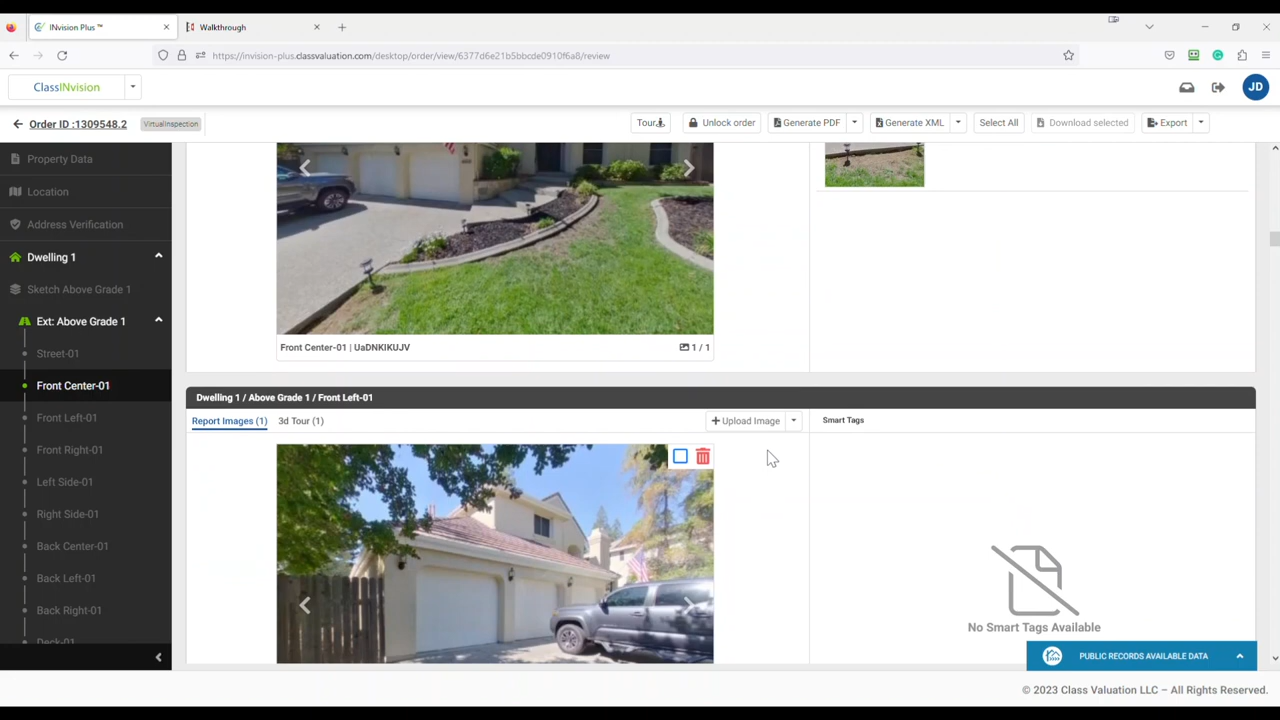 INvision Plus ™
Walkthrough
https://invision-plus.classvaluation.com/desktop/order/view/6377d6e21b5bbcde0910f6a8/review
ClassINvision
JD
Order ID :1309548.2
VirtualInspection
Tour
Unlock order
Generate PDF
Generate XML
Select All
Download selected
Export
Property Data
Location
Address Verification
Dwelling 1
Sketch Above Grade 1
Ext: Above Grade 1
Street-01
Front Center-01
Front Left-01
Front Right-01
Left Side-01
Right Side-01
Back Center-01
Back Left-01
Back Right-01
Deck-01
Front Center-01 | UaDNKIKUJV
1 / 1
Dwelling 1 / Above Grade 1 / Front Left-01
Report Images (1)
3d Tour (1)
Upload Image
Smart Tags
No Smart Tags Available
PUBLIC RECORDS AVAILABLE DATA
© 2023 Class Valuation LLC – All Rights Reserved.